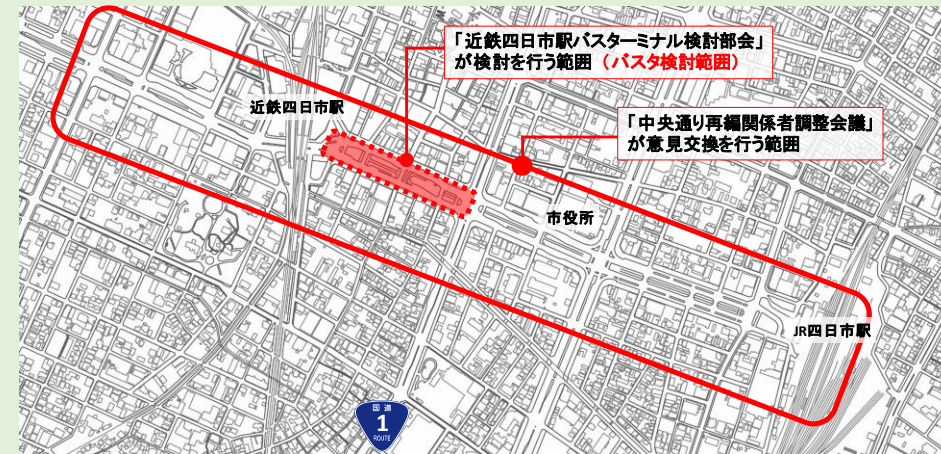 「近鉄四日市駅バスターミナル検討部会」
が検討を行う範囲（バスタ検討範囲）
近鉄四日市駅
「中央通り再編関係者調整会議」
が意見交換を行う範囲
市役所
JR四日市駅
国道
1
ROUTE